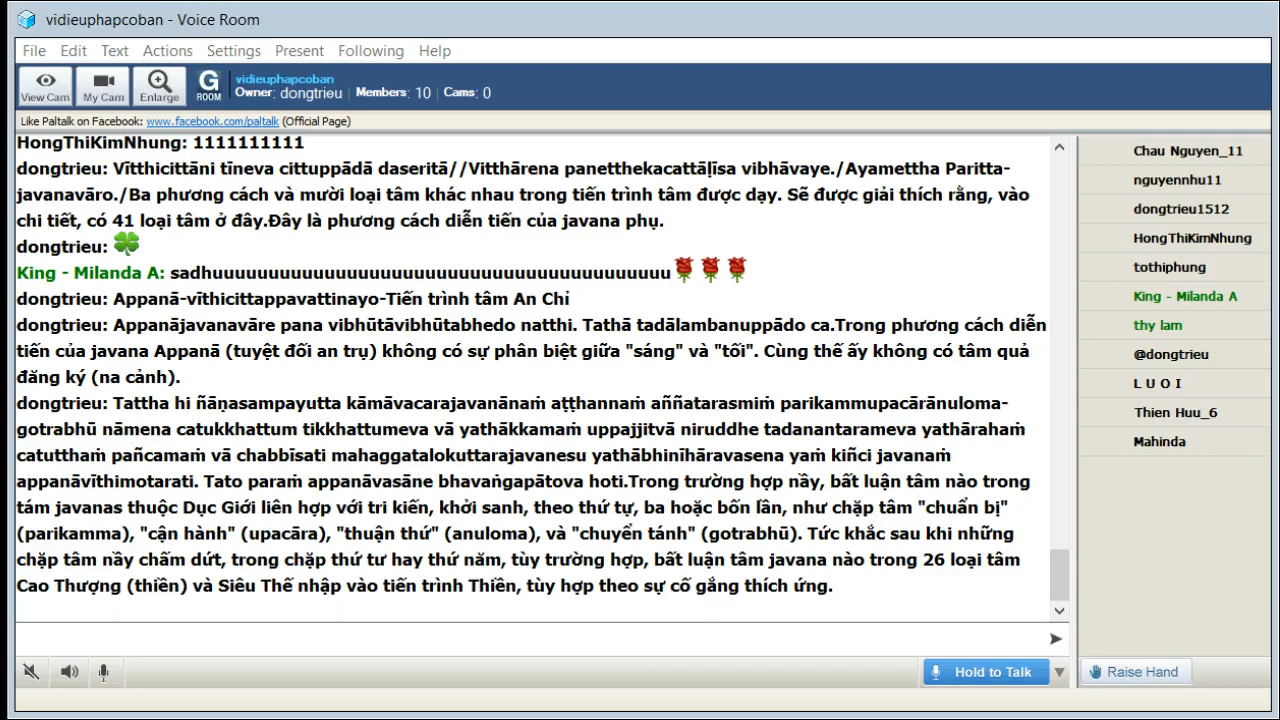 vidieuphapcoban - Voice Room
File Edit Text Actions Settings Present Following Help
View Cam
My Cam
Enlarge
G
ROOM
vidieuphapcoban
Owner: dongtrieu | Members: 10 | Cams: 0
Like Paltalk on Facebook: www.facebook.com/paltalk (Official Page)
HongThiKimNhung: 1111111111
dongtrieu: Vītthicittāni tīneva cittuppādā daseritā//Vitthārena panetthekacattāḷīsa vibhāvaye./Ayamettha Paritta-
javanavāro./Ba phương cách và mười loại tâm khác nhau trong tiến trình tâm được dạy. Sẽ được giải thích rằng, vào
chi tiết, có 41 loại tâm ở đây.Đây là phương cách diễn tiến của javana phụ.
dongtrieu:
King - Milanda A: sadhuuuuuuuuuuuuuuuuuuuuuuuuuuuuuuuuuuuuuuuuu
dongtrieu: Appanā-vīthicittappavattinayo-Tiến trình tâm An Chỉ
dongtrieu: Appanājavanavāre pana vibhūtāvibhūtabhedo natthi. Tathā tadālambanuppādo ca.Trong phương cách diễn
tiến của javana Appanā (tuyệt đối an trụ) không có sự phân biệt giữa "sáng" và "tối". Cùng thế ấy không có tâm quả
đăng ký (na cảnh).
dongtrieu: Tattha hi ñāṇasampayutta kāmāvacarajavanānaṁ aṭṭhannaṁ aññatarasmiṁ parikammupacārānuloma-
gotrabhū nāmena catukkhattum tikkhattumeva vā yathākkamaṁ uppajjitvā niruddhe tadanantarameva yathārahaṁ
catutthaṁ pañcamaṁ vā chabbīsati mahaggatalokuttarajavanesu yathābhinīhāravasena yaṁ kiñci javanaṁ
appanāvīthimotarati. Tato paraṁ appanāvasāne bhavaṅgapātova hoti.Trong trường hợp nầy, bất luận tâm nào trong
tám javanas thuộc Dục Giới liên hợp với tri kiến, khởi sanh, theo thứ tự, ba hoặc bốn lần, như chặp tâm "chuẩn bị"
(parikamma), "cận hành" (upacāra), "thuận thứ" (anuloma), và "chuyển tánh" (gotrabhū). Tức khắc sau khi những
chặp tâm nầy chấm dứt, trong chặp thứ tư hay thứ năm, tùy trường hợp, bất luận tâm javana nào trong 26 loại tâm
Cao Thượng (thiền) và Siêu Thế nhập vào tiến trình Thiền, tùy hợp theo sự cố gắng thích ứng.
Chau Nguyen_11
nguyennhu11
dongtrieu1512
HongThiKimNhung
tothiphung
King - Milanda A
thy lam
@dongtrieu
L U O I
Thien Huu_6
Mahinda
Hold to Talk
Raise Hand